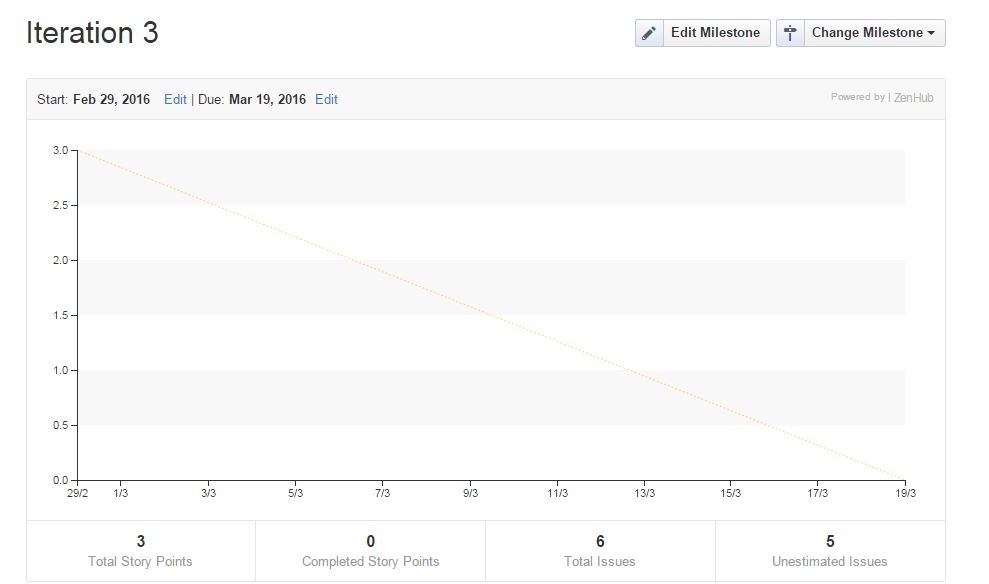 Iteration 3
Edit Milestone
Change Milestone
Start: Feb 29, 2016 Edit | Due: Mar 19, 2016 Edit
Powered by | ZenHub
3.0
2.5
2.0
1.5
1.0
0.5
0.0
29/2 1/3 3/3 5/3 7/3 9/3 11/3 13/3 15/3 17/3 19/3
3 0 6 5
Total Story Points Completed Story Points Total Issues Unestimated Issues